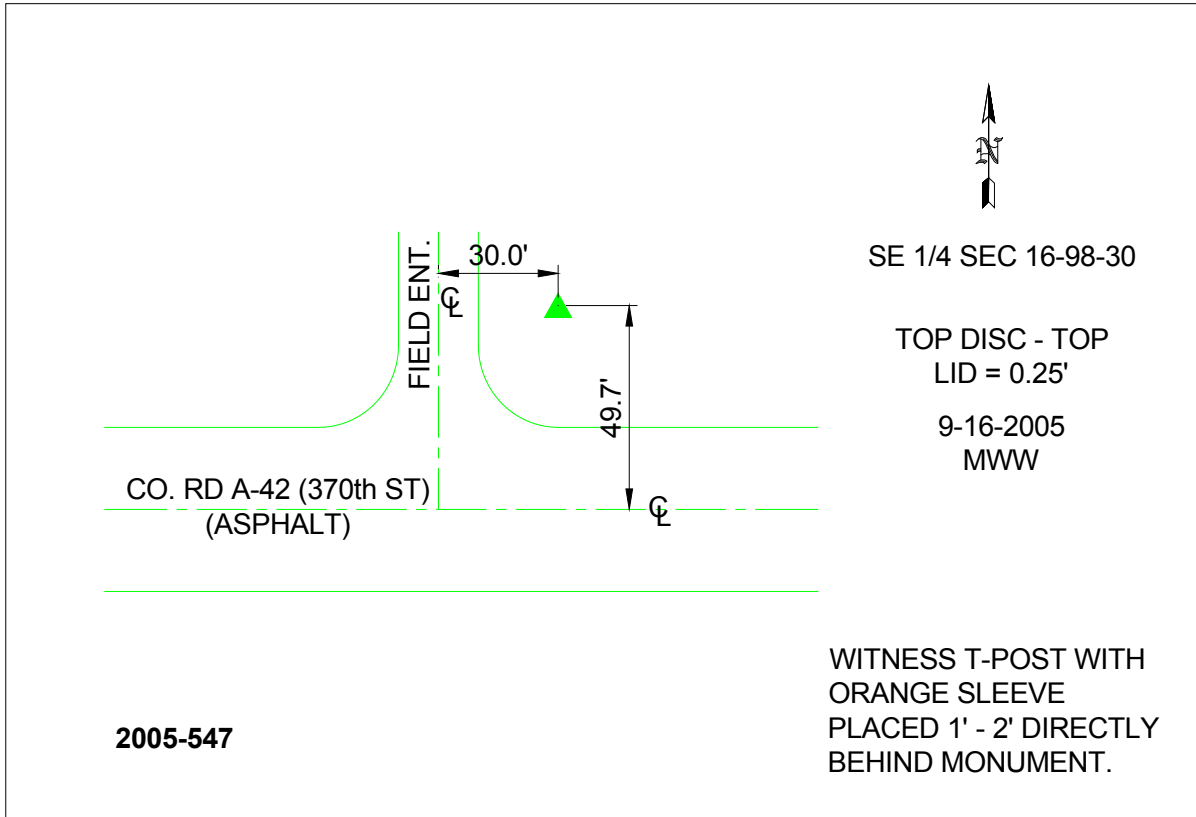 N
SE 1/4 SEC 16-98-30
TOP DISC - TOP
LID = 0.25'
9-16-2005
MWW
30.0'
FIELD ENT.
℄
49.7'
CO. RD A-42 (370th ST)
(ASPHALT)
℄
WITNESS T-POST WITH
ORANGE SLEEVE
PLACED 1' - 2' DIRECTLY
BEHIND MONUMENT.
2005-547